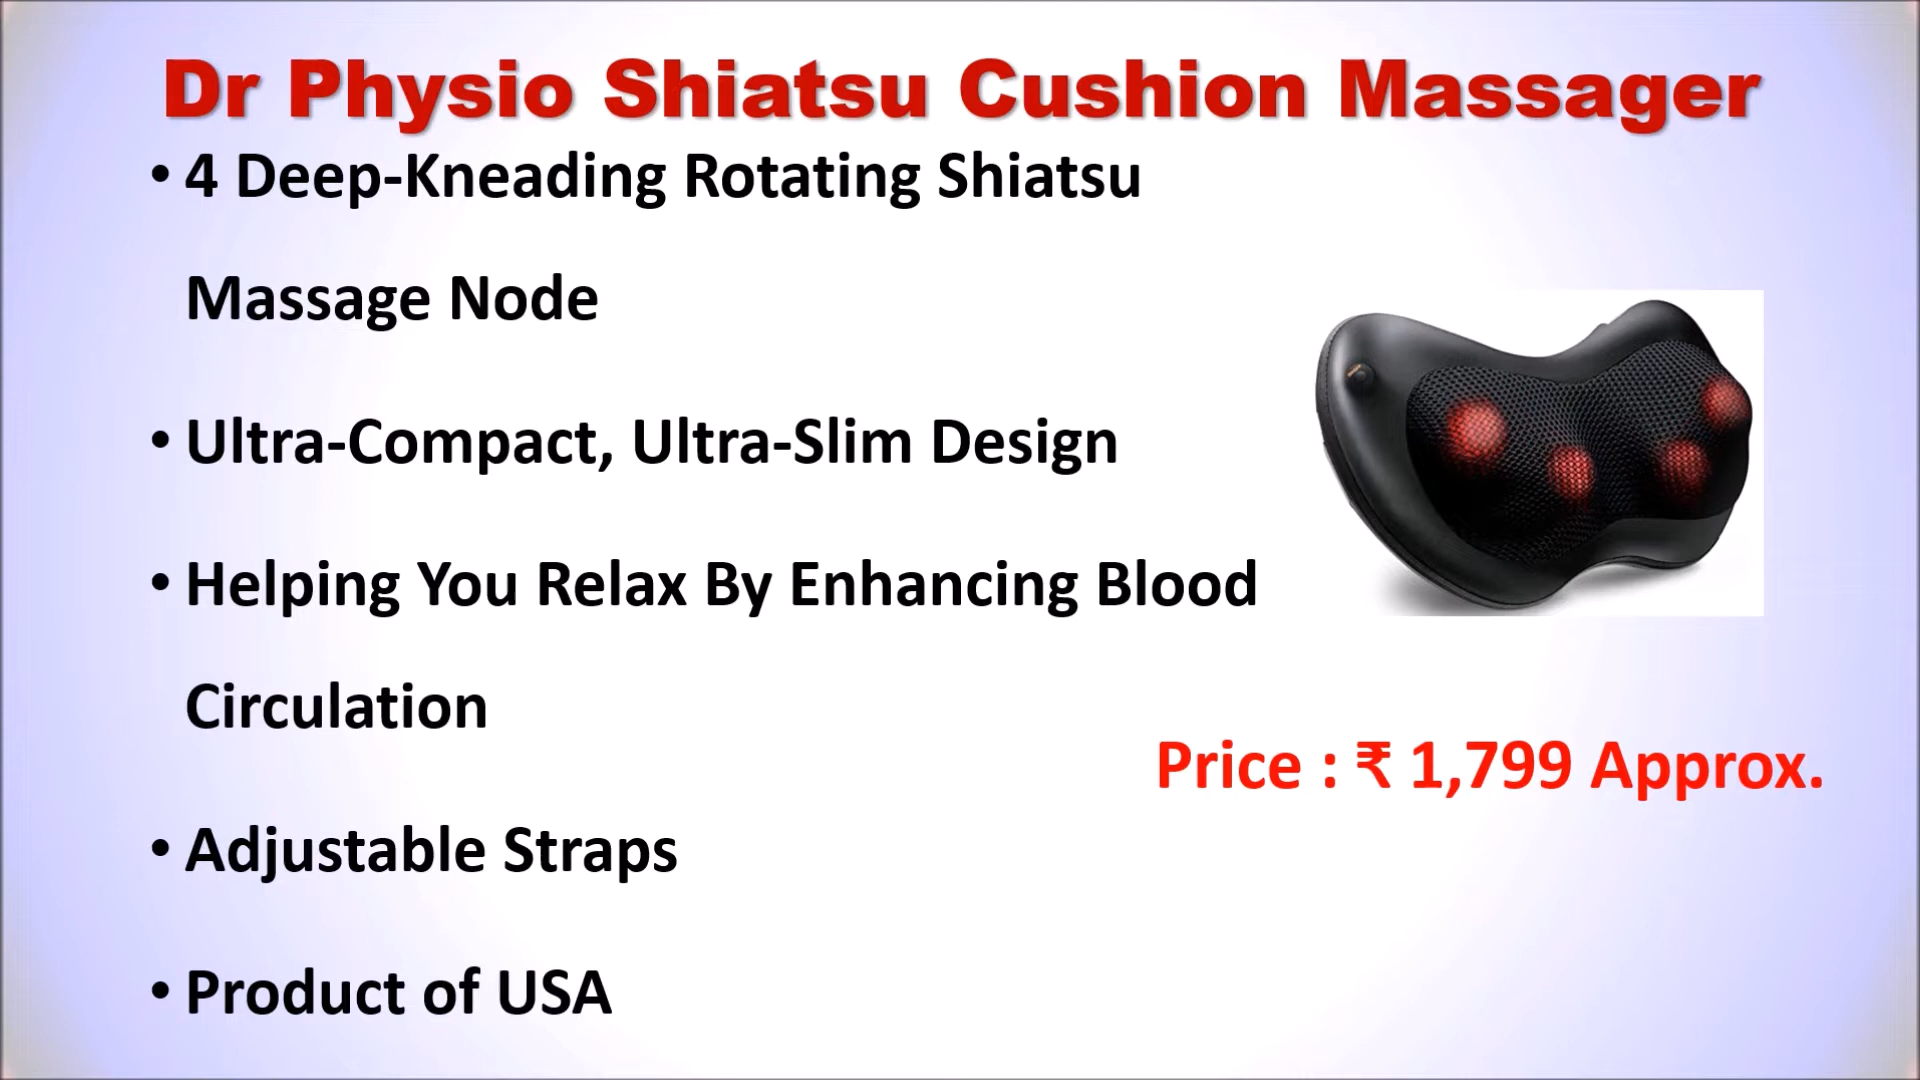 Dr Physio Shiatsu Cushion Massager
• 4 Deep-Kneading Rotating Shiatsu
Massage Node
• Ultra-Compact, Ultra-Slim Design
• Helping You Relax By Enhancing Blood
Circulation
Price : ₹ 1,799 Approx.
• Adjustable Straps
• Product of USA